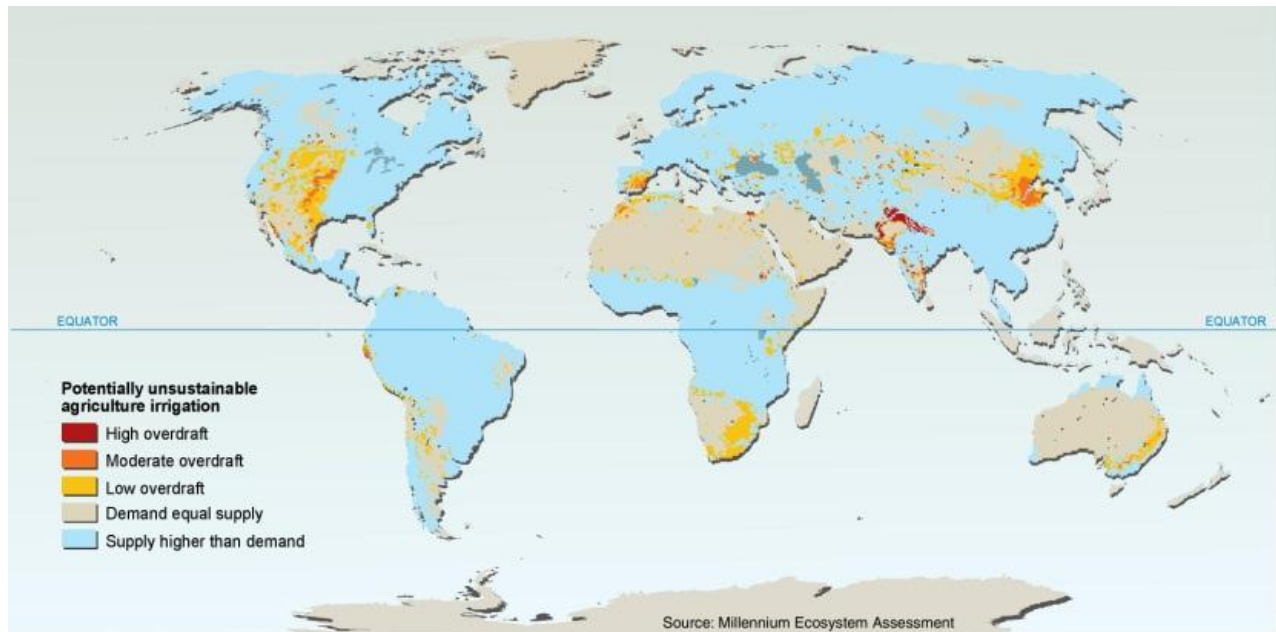 EQUATOR
EQUATOR
Potentially unsustainable
agriculture irrigation
High overdraft
Moderate overdraft
Low overdraft
Demand equal supply
Supply higher than demand
Source: Millennium Ecosystem Assessment